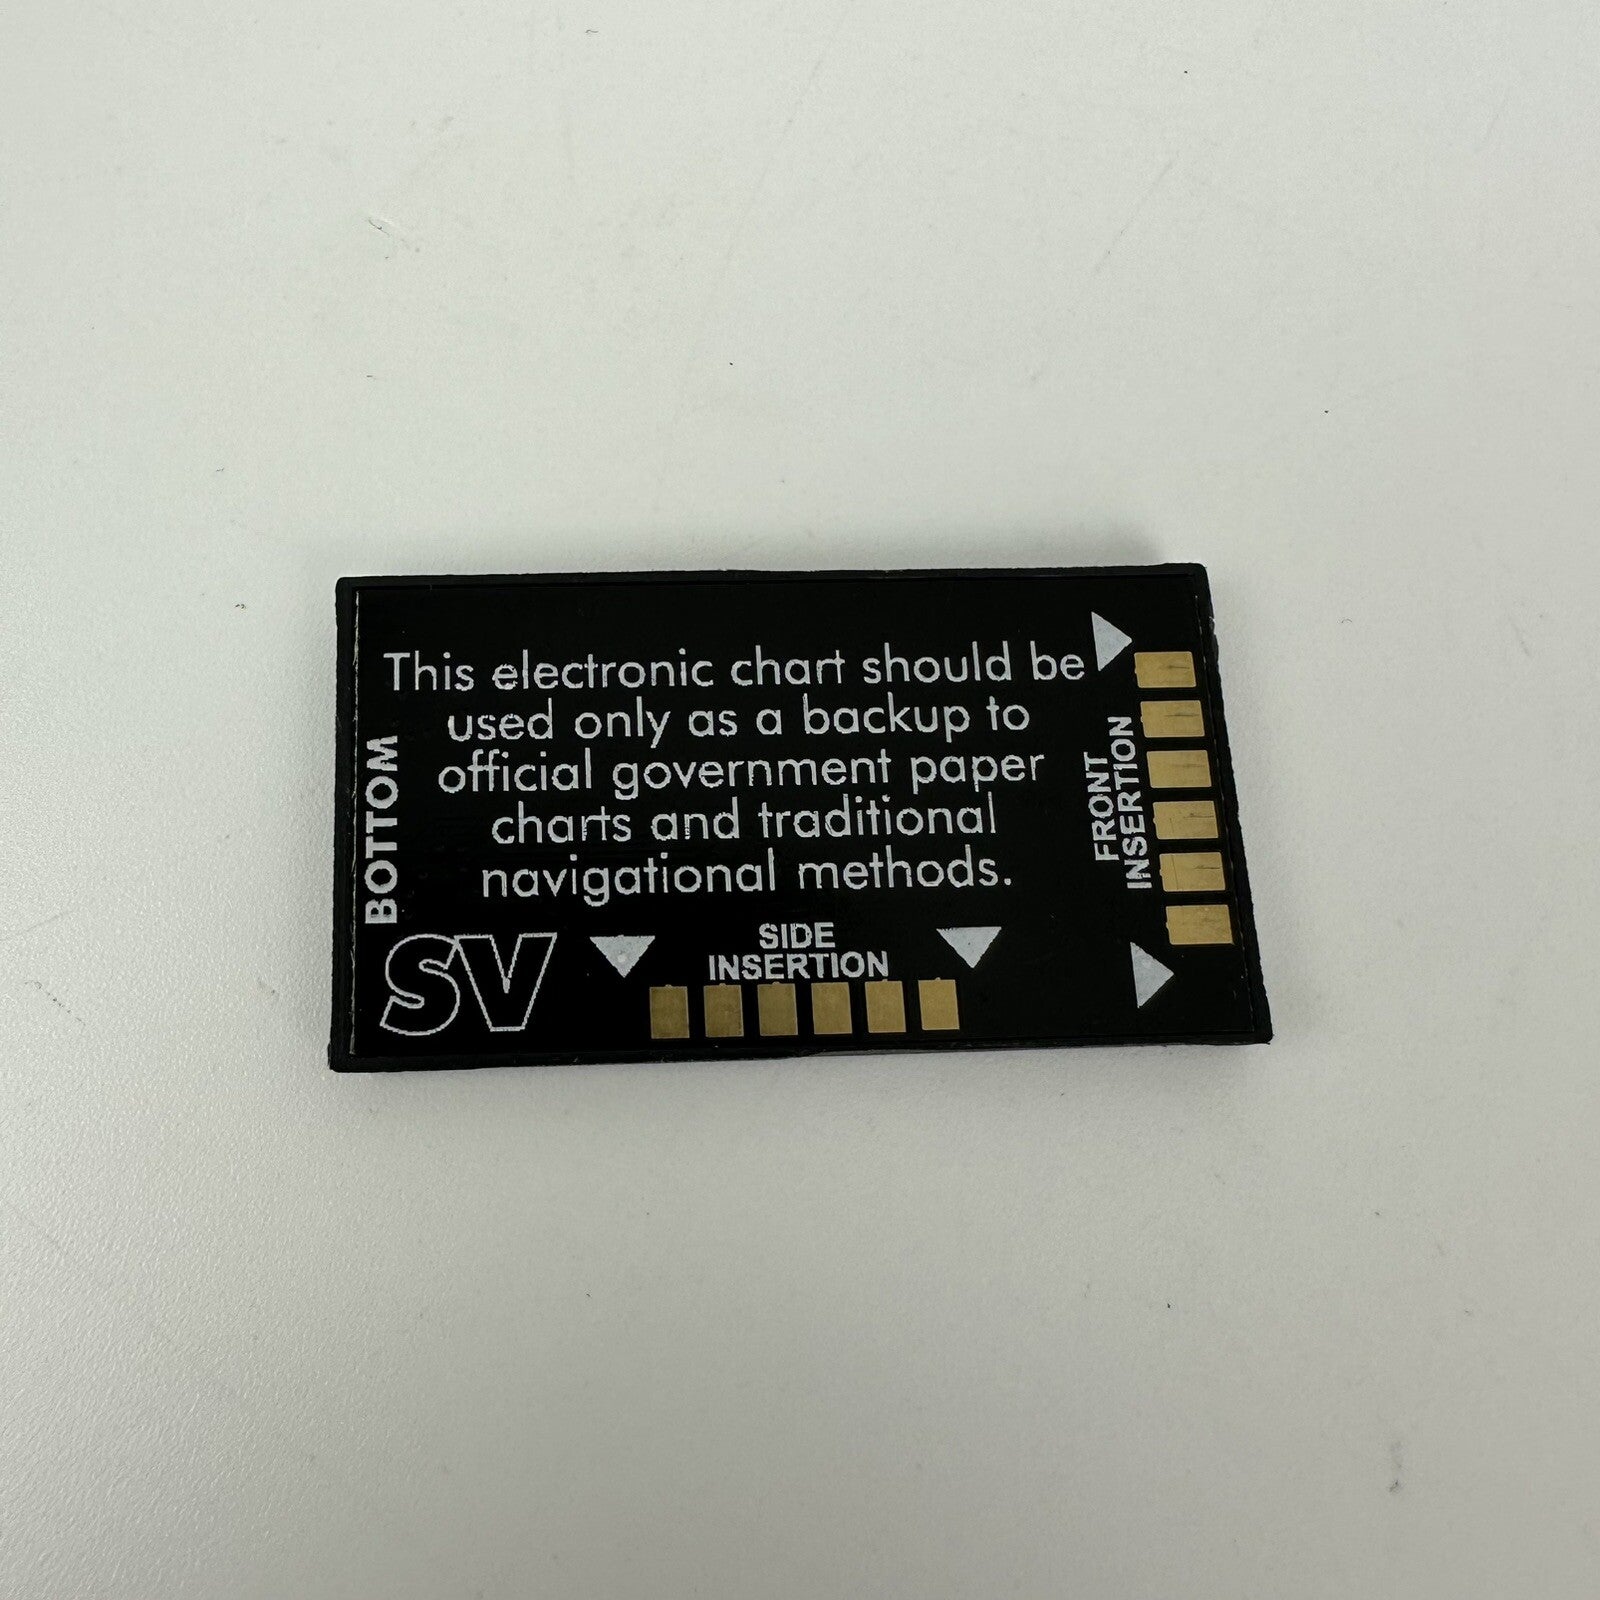 This electronic chart should be
used only as a backup to
official government paper
charts and traditional
navigational methods.
BOTTOM
SV
SIDE
INSERTION
FRONT
INSERTION